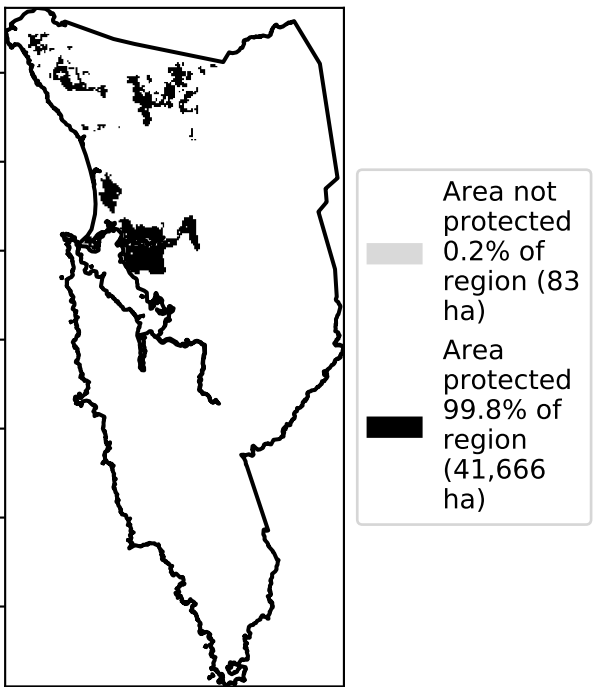 Area not
protected
0.2% of
region (83
ha)
Area
protected
99.8% of
region
(41,666
ha)